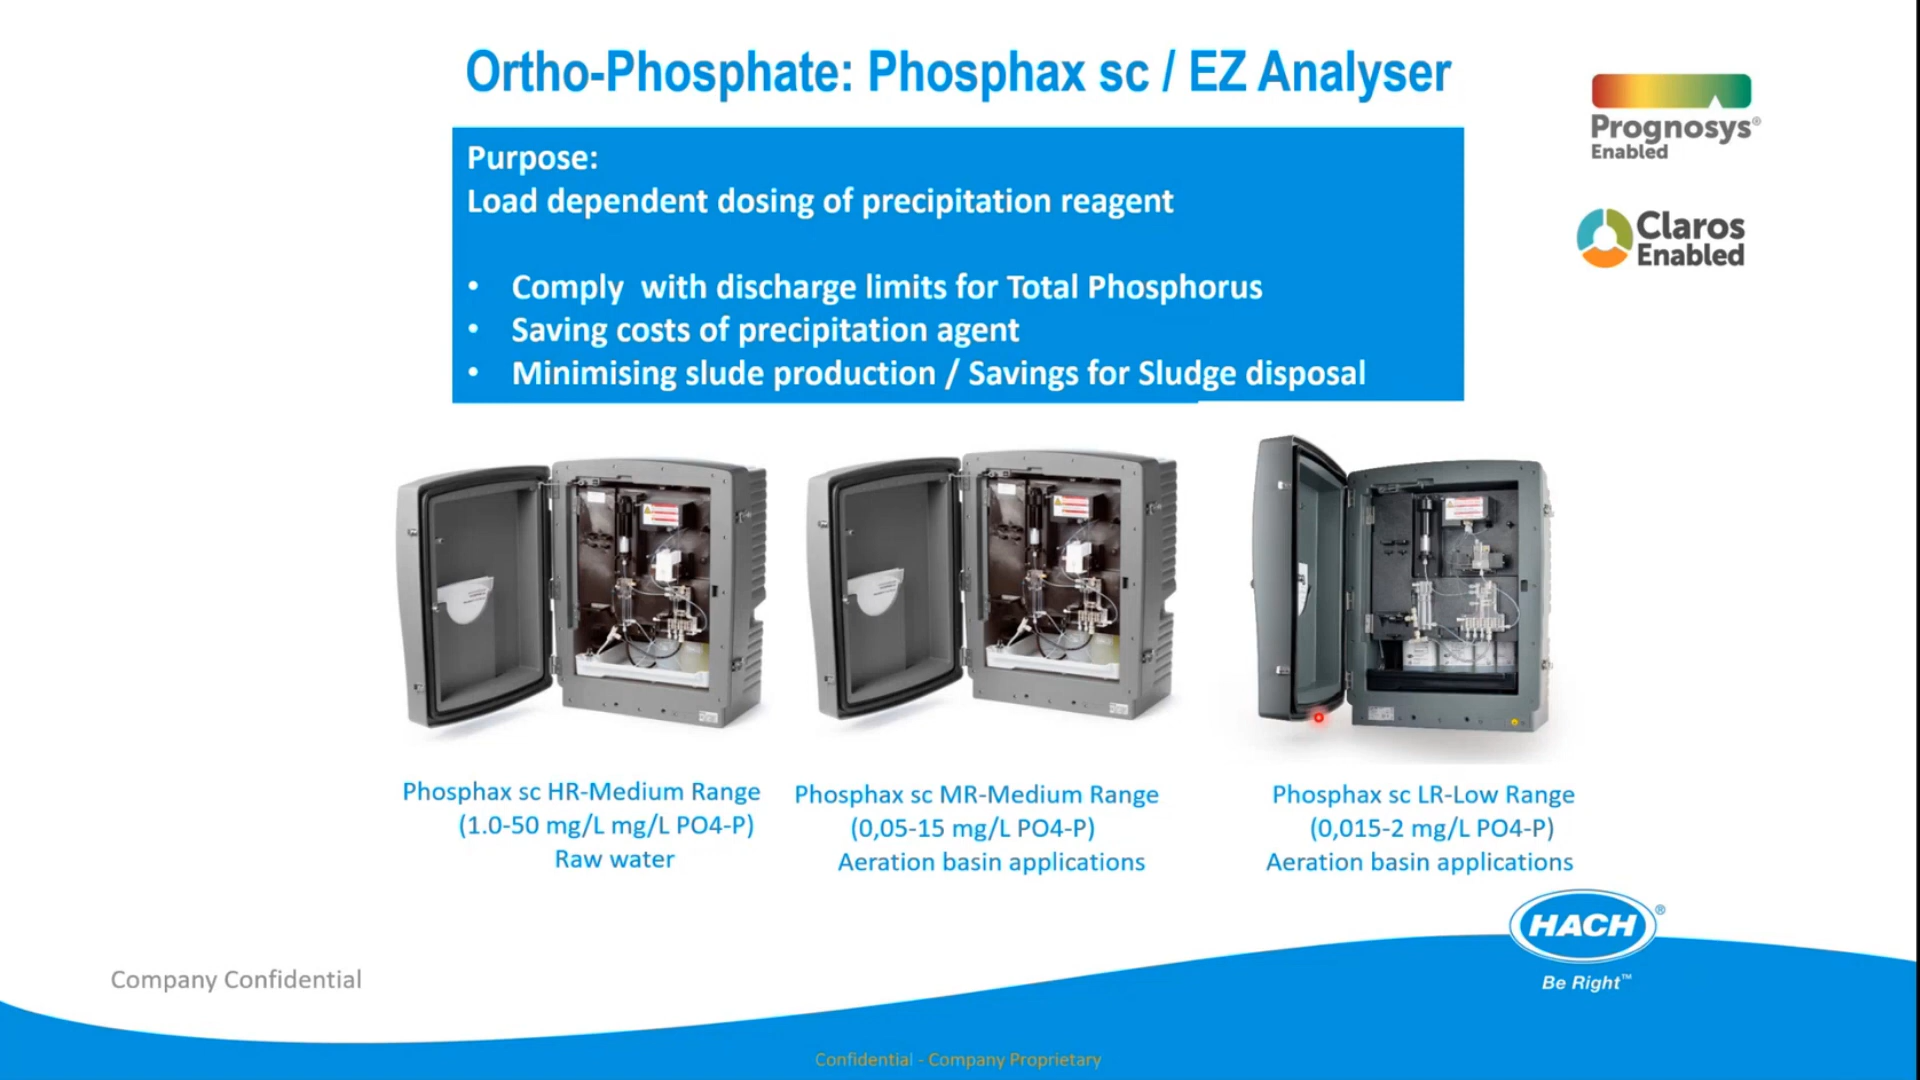 Ortho-Phosphate: Phosphax sc / EZ Analyser
Prognosys®
Enabled
Claros
Enabled
Purpose:
Load dependent dosing of precipitation reagent
• Comply with discharge limits for Total Phosphorus
• Saving costs of precipitation agent
• Minimising slude production / Savings for Sludge disposal
Phosphax sc HR-Medium Range
(1.0-50 mg/L mg/L PO4-P)
Raw water
Phosphax sc MR-Medium Range
(0,05-15 mg/L PO4-P)
Aeration basin applications
Phosphax sc LR-Low Range
(0,015-2 mg/L PO4-P)
Aeration basin applications
HACH®
Be Right™
Company Confidential
Confidential - Company Proprietary